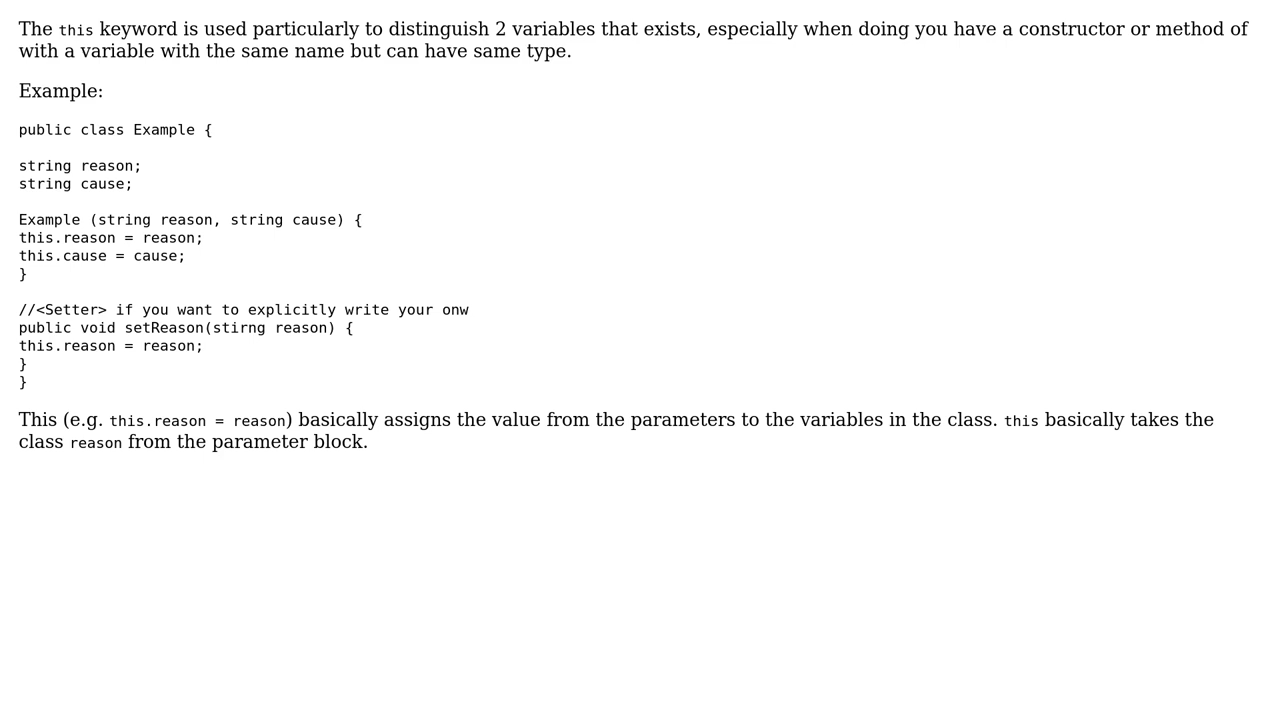 The this keyword is used particularly to distinguish 2 variables that exists, especially when doing you have a constructor or method of
with a variable with the same name but can have same type.
Example:
public class Example {
string reason;
string cause;
Example (string reason, string cause) {
this.reason = reason;
this.cause = cause;
}
//<Setter> if you want to explicitly write your onw
public void setReason(stirng reason) {
this.reason = reason;
}
}
This (e.g. this.reason = reason) basically assigns the value from the parameters to the variables in the class. this basically takes the
class reason from the parameter block.